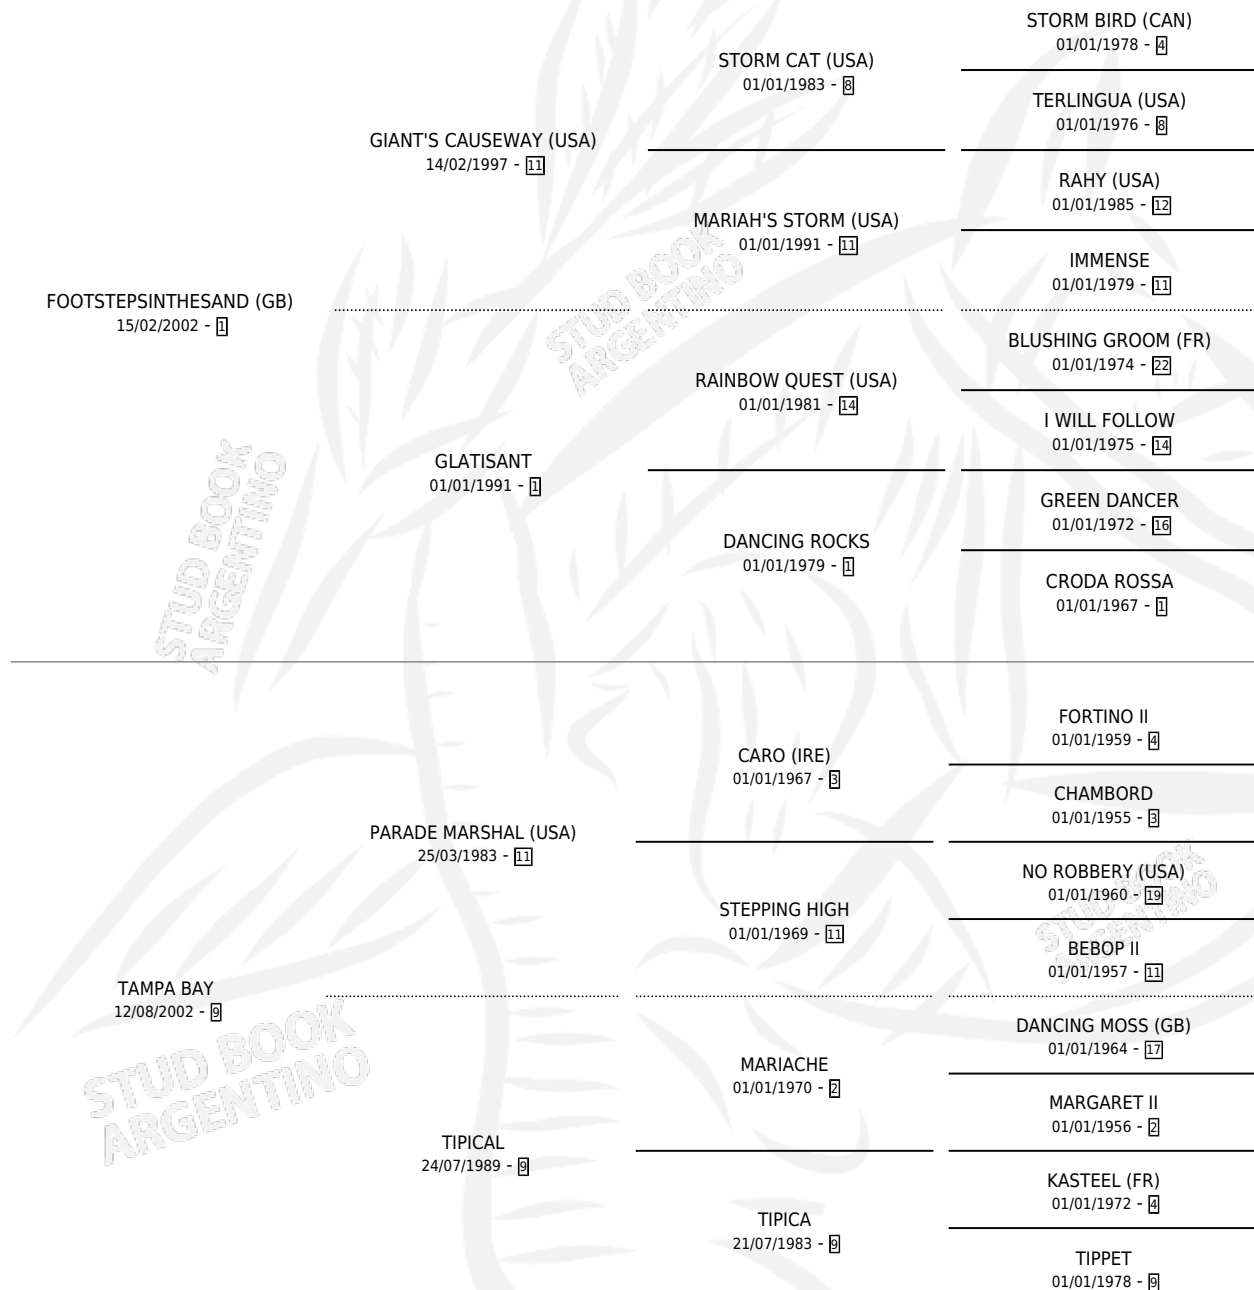 STORM BIRD (CAN)
01/01/1978 - 4
STORM CAT (USA)
01/01/1983 - 8
TERLINGUA (USA)
01/01/1976 - 8
GIANT'S CAUSEWAY (USA)
14/02/1997 - 11
RAHY (USA)
01/01/1985 - 12
MARIAH'S STORM (USA)
01/01/1991 - 11
IMMENSE
01/01/1979 - 11
FOOTSTEPSINTHESAND (GB)
15/02/2002 - 1
BLUSHING GROOM (FR)
01/01/1974 - 22
RAINBOW QUEST (USA)
01/01/1981 - 14
I WILL FOLLOW
01/01/1975 - 14
GLATISANT
01/01/1991 - 1
GREEN DANCER
01/01/1972 - 16
DANCING ROCKS
01/01/1979 - 1
CRODA ROSSA
01/01/1967 - 1
FORTINO II
01/01/1959 - 4
CARO (IRE)
01/01/1967 - 3
CHAMBORD
01/01/1955 - 3
PARADE MARSHAL (USA)
25/03/1983 - 11
NO ROBBERY (USA)
01/01/1960 - 19
STEPPING HIGH
01/01/1969 - 11
BEBOP II
01/01/1957 - 11
TAMPA BAY
12/08/2002 - 9
DANCING MOSS (GB)
01/01/1964 - 17
MARIACHE
01/01/1970 - 2
MARGARET II
01/01/1956 - 2
TIPICAL
24/07/1989 - 9
KASTEEL (FR)
01/01/1972 - 4
TIPICA
21/07/1983 - 9
TIPPET
01/01/1978 - 9
STUD BOOK
ARGENTINO
STUD BOOK
ARGENTINO
STUD BOOK
ARGENTINO
STUD BOOK
ARGENTINO